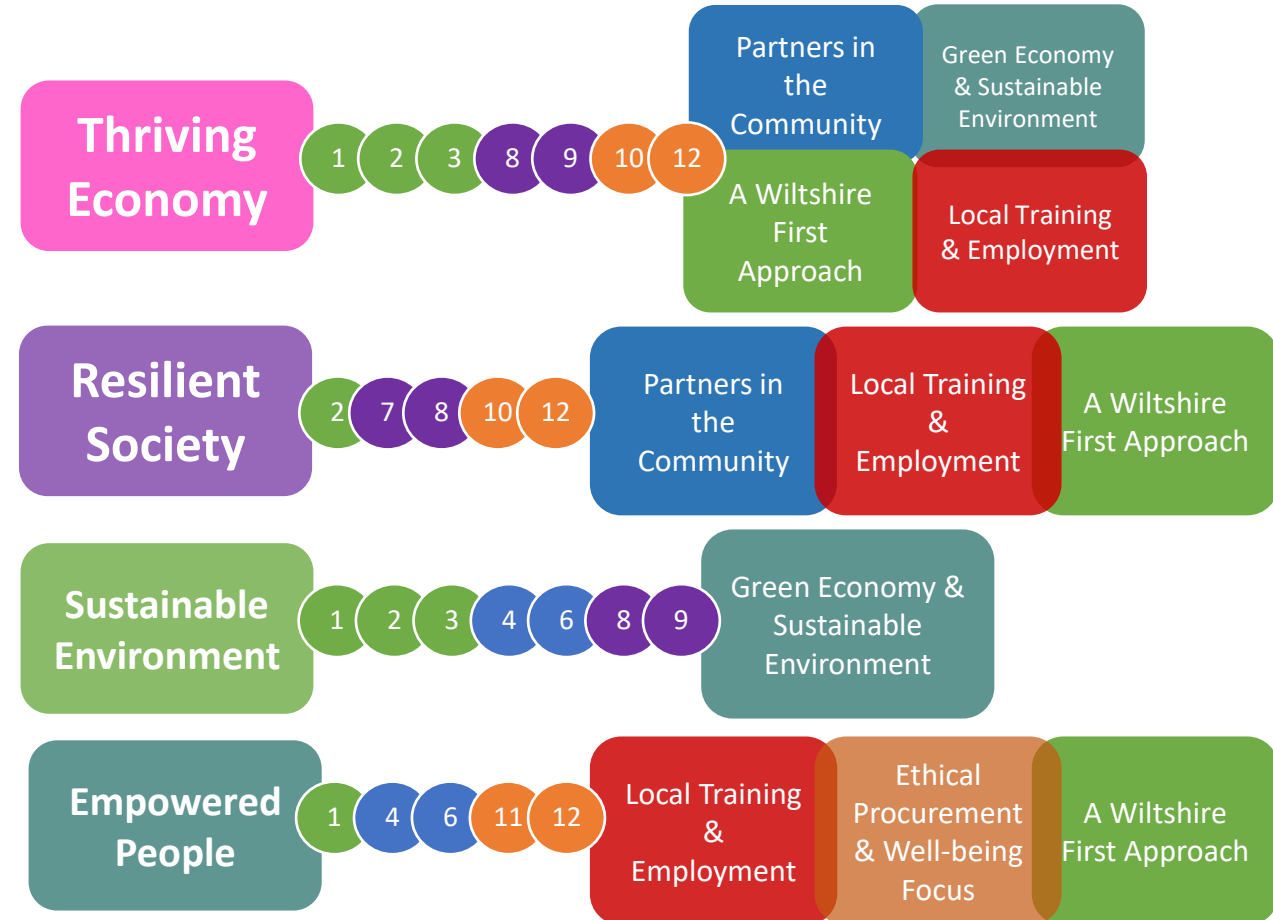 Thriving
Economy
1 2 3 8 9 10 12
Partners in
the
Community
Green Economy
& Sustainable
Environment
A Wiltshire
First
Approach
Local Training
& Employment
Resilient
Society
2 7 8 10 12
Partners in
the
Community
Local Training
&
Employment
A Wiltshire
First Approach
Sustainable
Environment
1 2 3 4 6 8 9
Green Economy &
Sustainable
Environment
Empowered
People
1 4 6 11 12
Local Training
&
Employment
Ethical
Procurement
& Well-being
Focus
A Wiltshire
First Approach